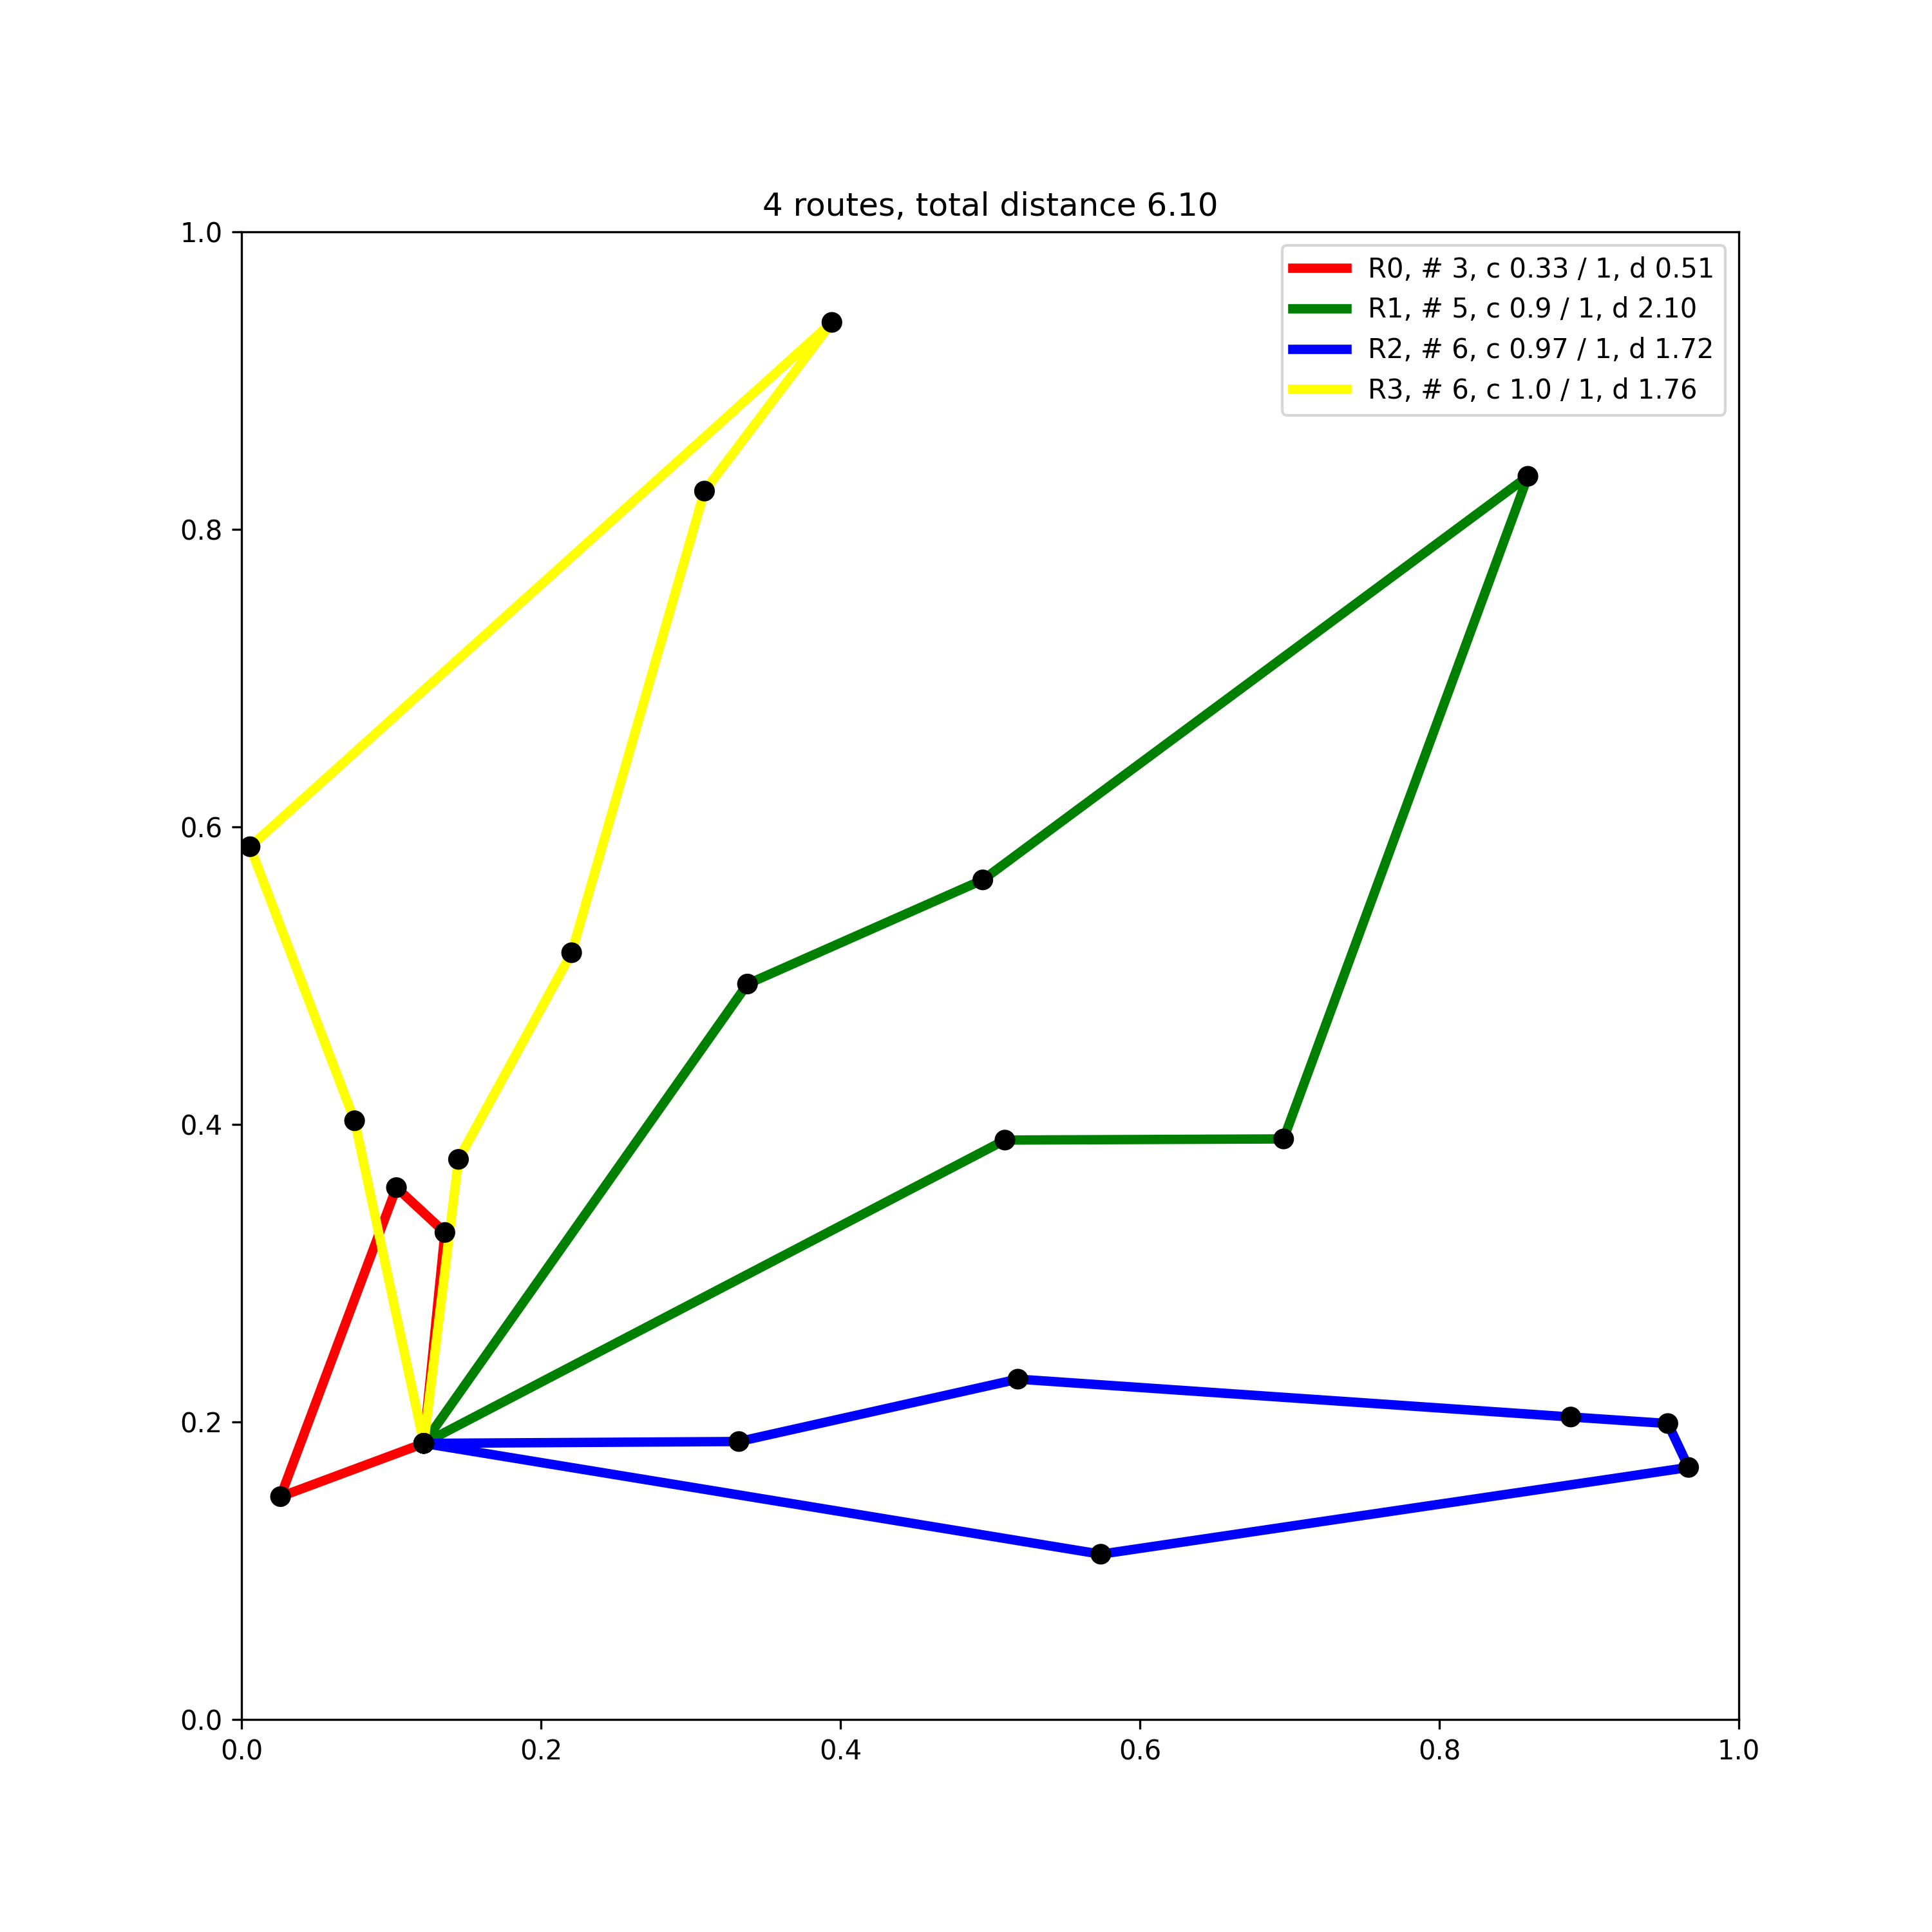 4 routes, total distance 6.10
R0, # 3, c 0.33 / 1, d 0.51
R1, # 5, c 0.9 / 1, d 2.10
R2, # 6, c 0.97 / 1, d 1.72
R3, # 6, c 1.0 / 1, d 1.76
1.0
0.8
0.6
0.4
0.2
0.0
0.0 0.2 0.4 0.6 0.8 1.0